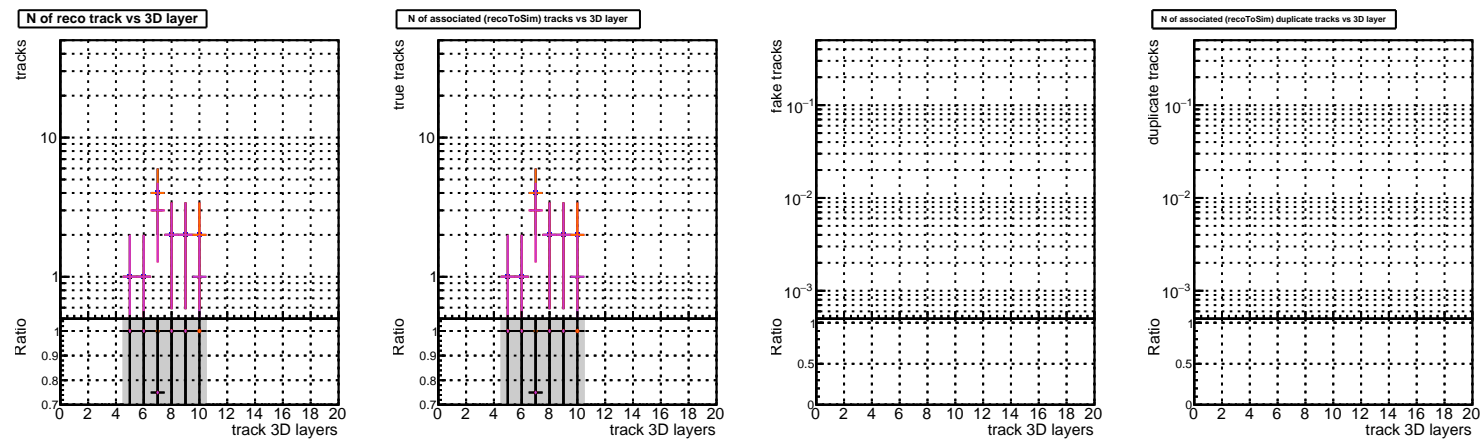 N of reco track vs 3D layer
tracks
10
1
Ratio
1
0.9
0.8
0.7
0 2 4 6 8 10 12 14 16 18 20
track 3D layers
N of associated (recoToSim) tracks vs 3D layer
true tracks
10
1
Ratio
1
0.9
0.8
0.7
0 2 4 6 8 10 12 14 16 18 20
track 3D layers
fake tracks
10⁻¹
10⁻²
10⁻³
Ratio
1
0.5
0
0 2 4 6 8 10 12 14 16 18 20
track 3D layers
N of associated (recoToSim) duplicate tracks vs 3D layer
duplicate tracks
10⁻¹
10⁻²
10⁻³
Ratio
1
0.5
0
0 2 4 6 8 10 12 14 16 18 20
track 3D layers